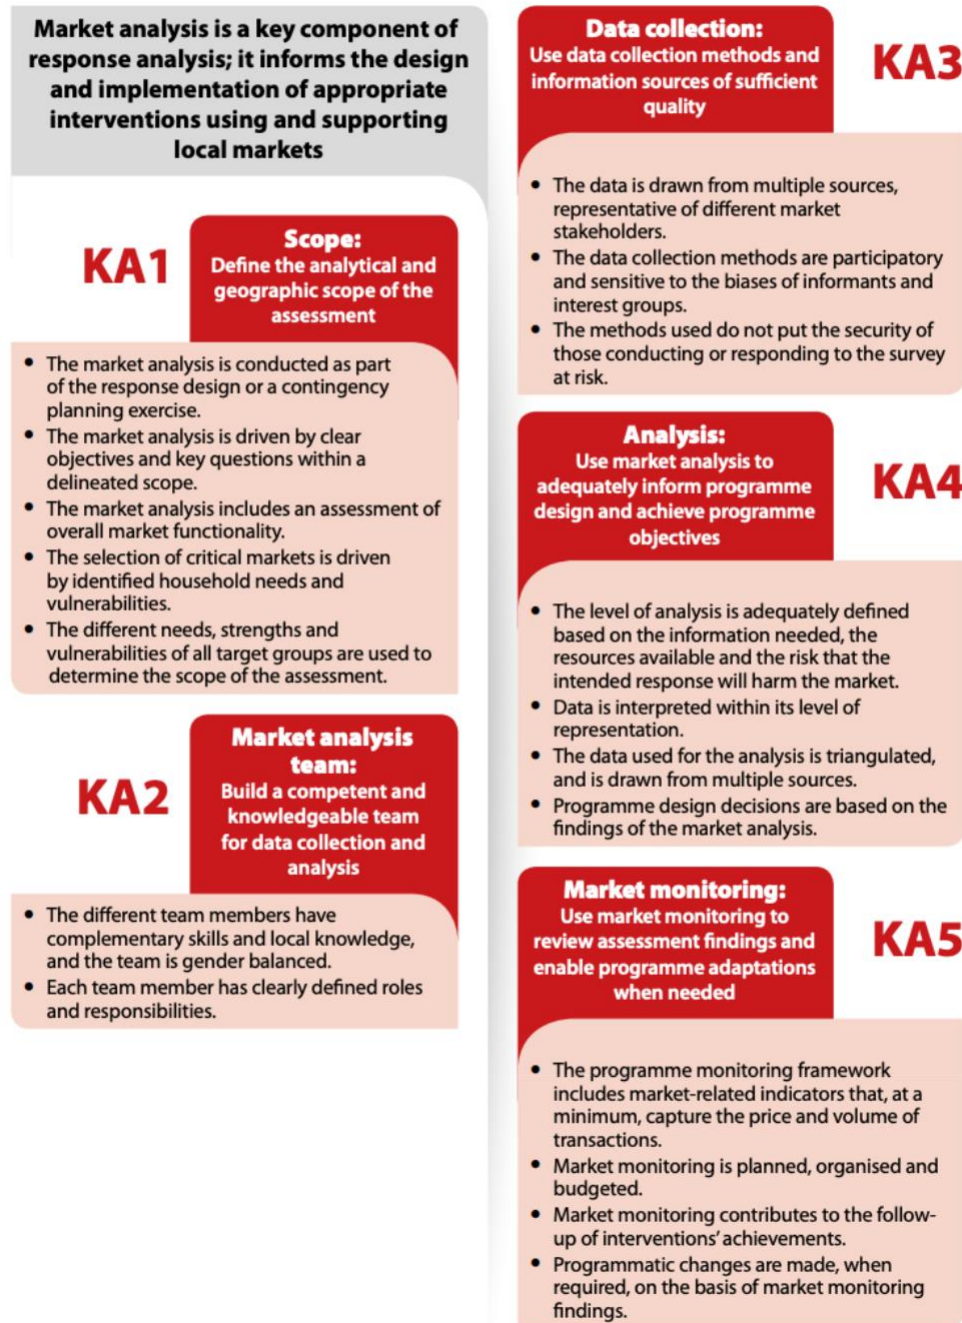 Market analysis is a key component of
response analysis; it informs the design
and implementation of appropriate
interventions using and supporting
local markets
KA1
Scope:
Define the analytical and
geographic scope of the
assessment
• The market analysis is conducted as part
of the response design or a contingency
planning exercise.
• The market analysis is driven by clear
objectives and key questions within a
delineated scope.
• The market analysis includes an assessment of
overall market functionality.
• The selection of critical markets is driven
by identified household needs and
vulnerabilities.
• The different needs, strengths and
vulnerabilities of all target groups are used to
determine the scope of the assessment.
KA2
Market analysis
team:
Build a competent and
knowledgeable team
for data collection and
analysis
• The different team members have
complementary skills and local knowledge,
and the team is gender balanced.
• Each team member has clearly defined roles
and responsibilities.
Data collection:
Use data collection methods and
information sources of sufficient
quality
KA3
• The data is drawn from multiple sources,
representative of different market
stakeholders.
• The data collection methods are participatory
and sensitive to the biases of informants and
interest groups.
• The methods used do not put the security of
those conducting or responding to the survey
at risk.
Analysis:
Use market analysis to
adequately inform programme
design and achieve programme
objectives
KA4
• The level of analysis is adequately defined
based on the information needed, the
resources available and the risk that the
intended response will harm the market.
• Data is interpreted within its level of
representation.
• The data used for the analysis is triangulated,
and is drawn from multiple sources.
• Programme design decisions are based on the
findings of the market analysis.
Market monitoring:
Use market monitoring to
review assessment findings and
enable programme adaptations
when needed
KA5
• The programme monitoring framework
includes market-related indicators that, at a
minimum, capture the price and volume of
transactions.
• Market monitoring is planned, organised and
budgeted.
• Market monitoring contributes to the follow-
up of interventions' achievements.
• Programmatic changes are made, when
required, on the basis of market monitoring
findings.